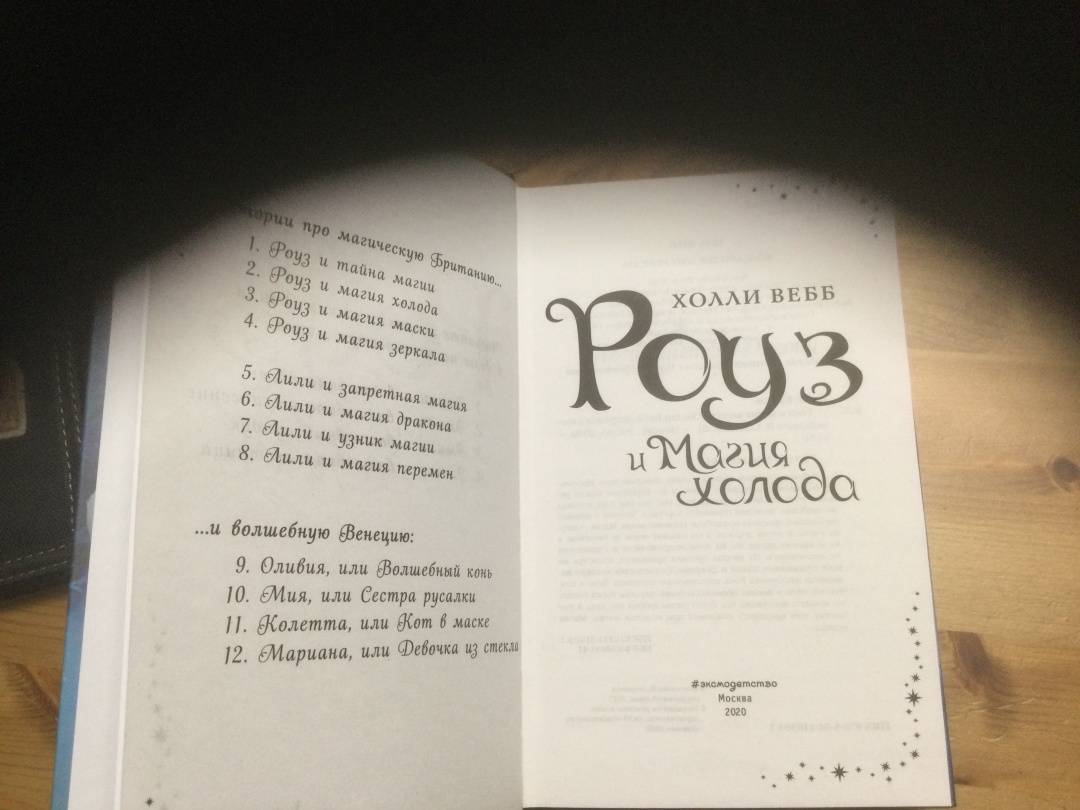 про магическую Британию...
1. Роуз и тайна магии
2. Роуз и магия холода
3. Роуз и магия маски
4. Роуз и магия зеркала
5. Лили и запретная магия
6. Лили и магия дракона
7. Лили и узник магии
8. Лили и магия перемен
...и волшебную Венецию:
9. Оливия, или Волшебный конь
10. Мия, или Сестра русалки
11. Колетта, или Кот в маске
12. Мариана, или Девочка из стекла
ХОЛЛИ ВЕББ
Роуз
и Магия
холода
#эксмодетство
Москва
2020